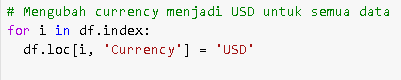 # Mengubah currency menjadi USD untuk semua data
for i in df.index:
  df.loc[i, 'Currency'] = 'USD'